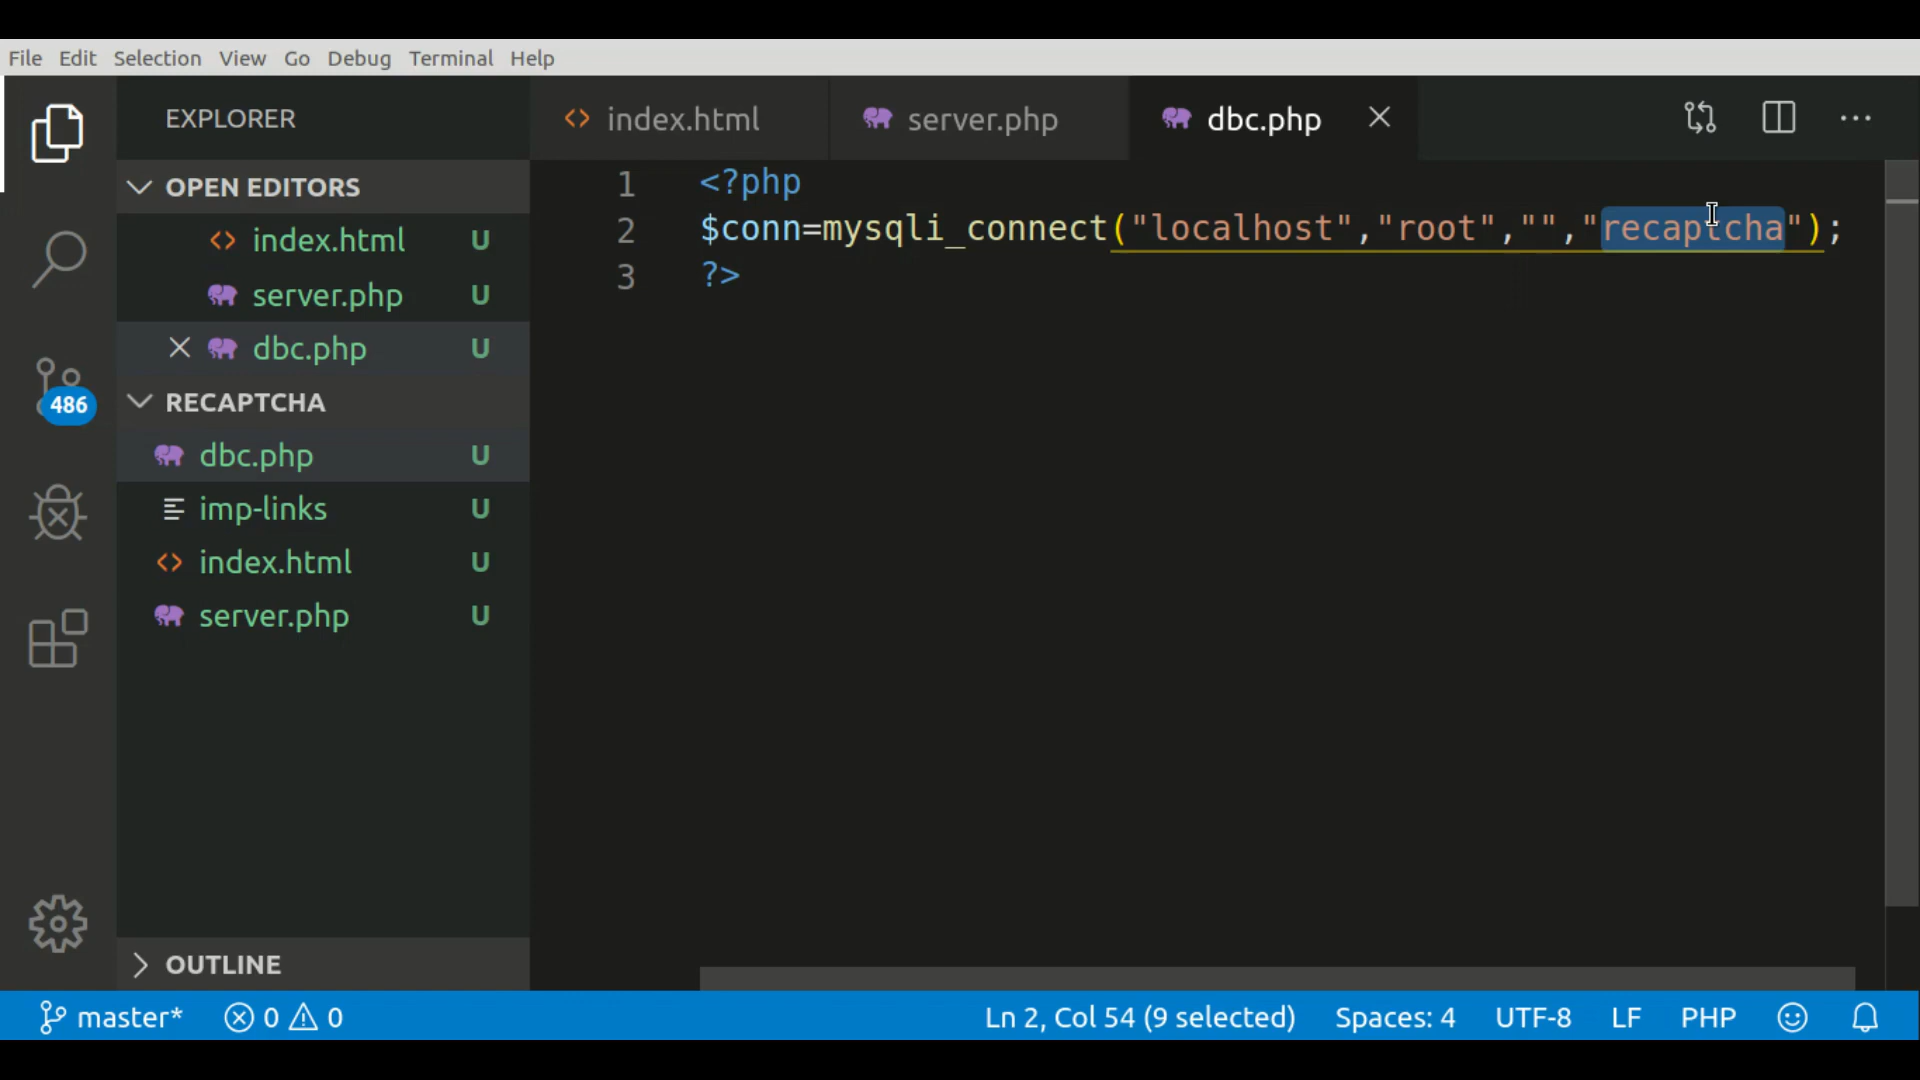 File Edit Selection View Go Debug Terminal Help
EXPLORER
index.html
server.php
dbc.php
OPEN EDITORS
index.html U
server.php U
dbc.php U
486
RECAPTCHA
dbc.php U
imp-links U
index.html U
server.php U
OUTLINE
1 <?php
2 $conn=mysqli_connect("localhost","root","","recaptcha");
3 ?>
master* 0 0 Ln 2, Col 54 (9 selected) Spaces: 4 UTF-8 LF PHP